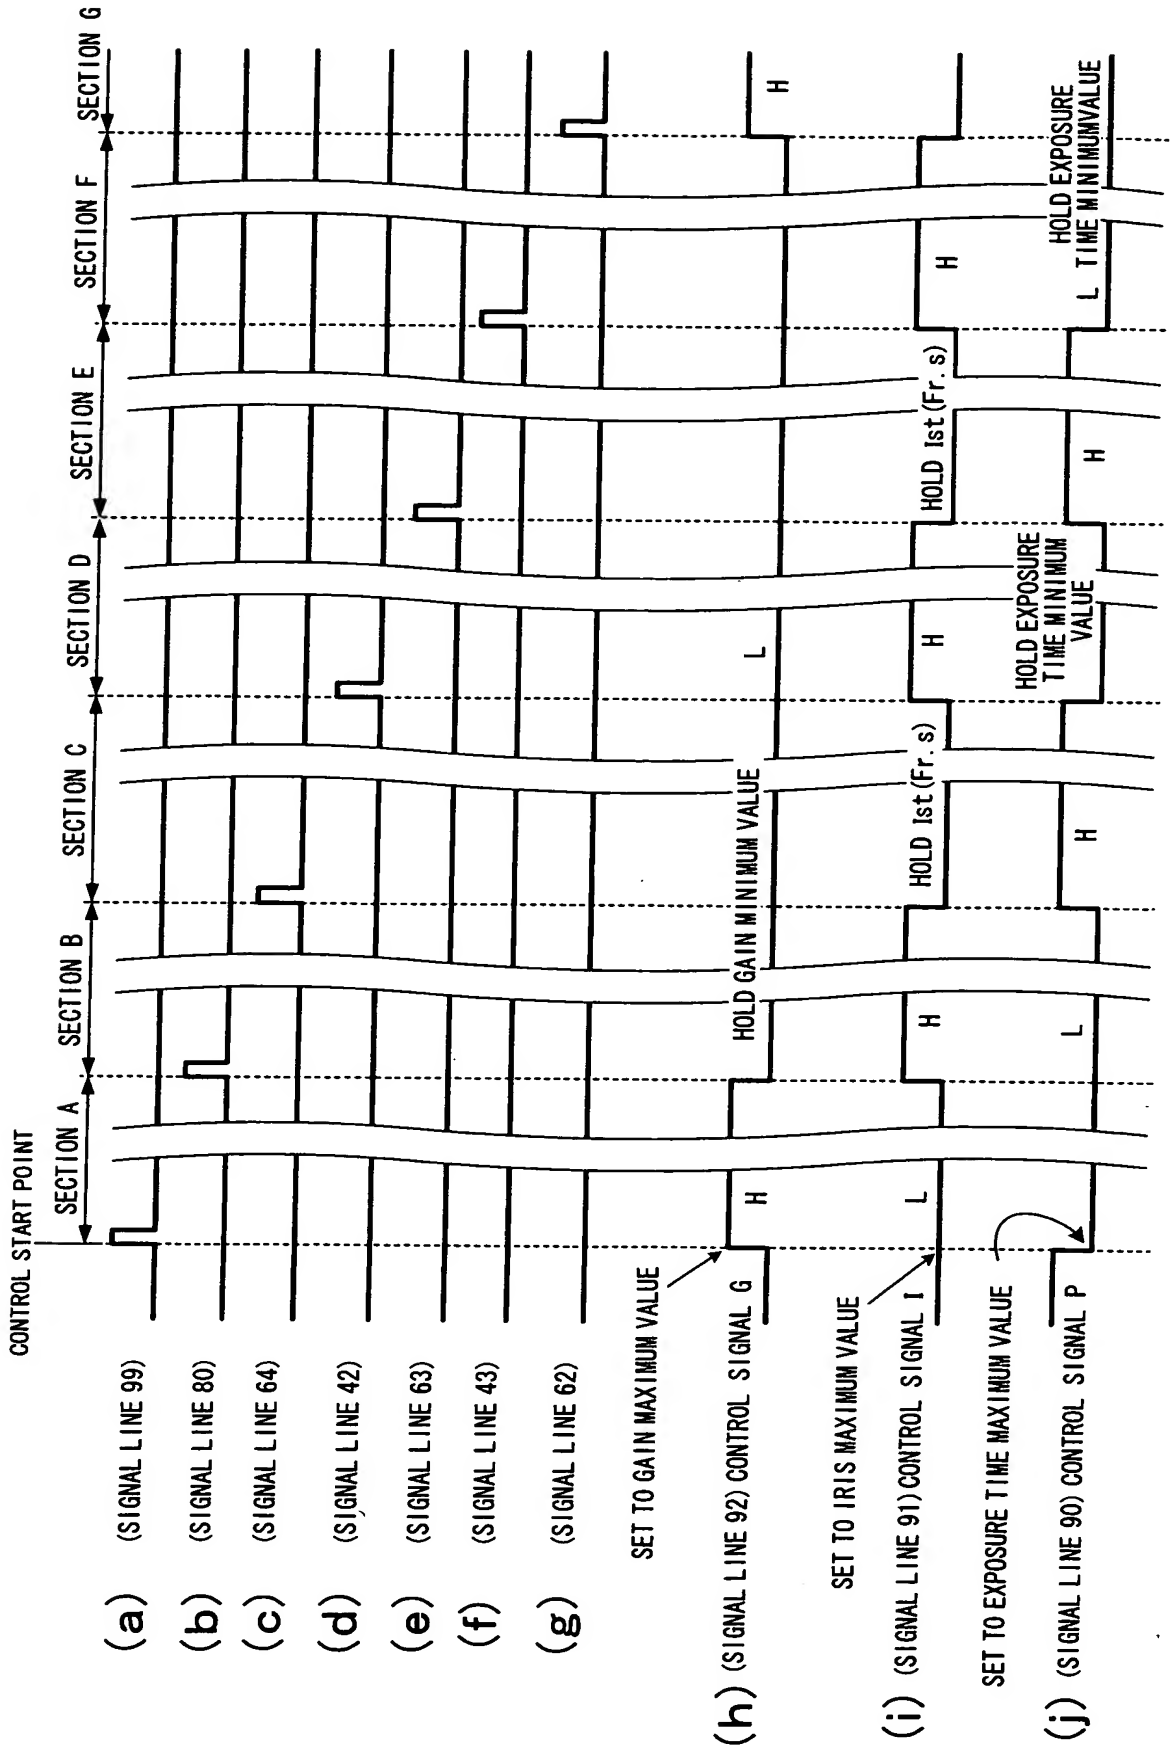 CONTROL START POINT
SECTION A
SECTION B
SECTION C
SECTION D
SECTION E
SECTION F
SECTION G
(a) (SIGNAL LINE 99)
(b) (SIGNAL LINE 80)
(c) (SIGNAL LINE 64)
(d) (SIGNAL LINE 42)
(e) (SIGNAL LINE 63)
(f) (SIGNAL LINE 43)
(g) (SIGNAL LINE 62)
SET TO GAIN MAXIMUM VALUE
(h) (SIGNAL LINE 92) CONTROL SIGNAL G
H
HOLD GAIN MINIMUM VALUE
L
H
SET TO IRIS MAXIMUM VALUE
(i) (SIGNAL LINE 91) CONTROL SIGNAL I
L
H
HOLD Ist(Fr. s)
H
HOLD Ist(Fr. s)
H
SET TO EXPOSURE TIME MAXIMUM VALUE
(j) (SIGNAL LINE 90) CONTROL SIGNAL P
L
H
HOLD EXPOSURE
TIME MINIMUM
VALUE
H
L
HOLD EXPOSURE
TIME MINIMUMVALUE